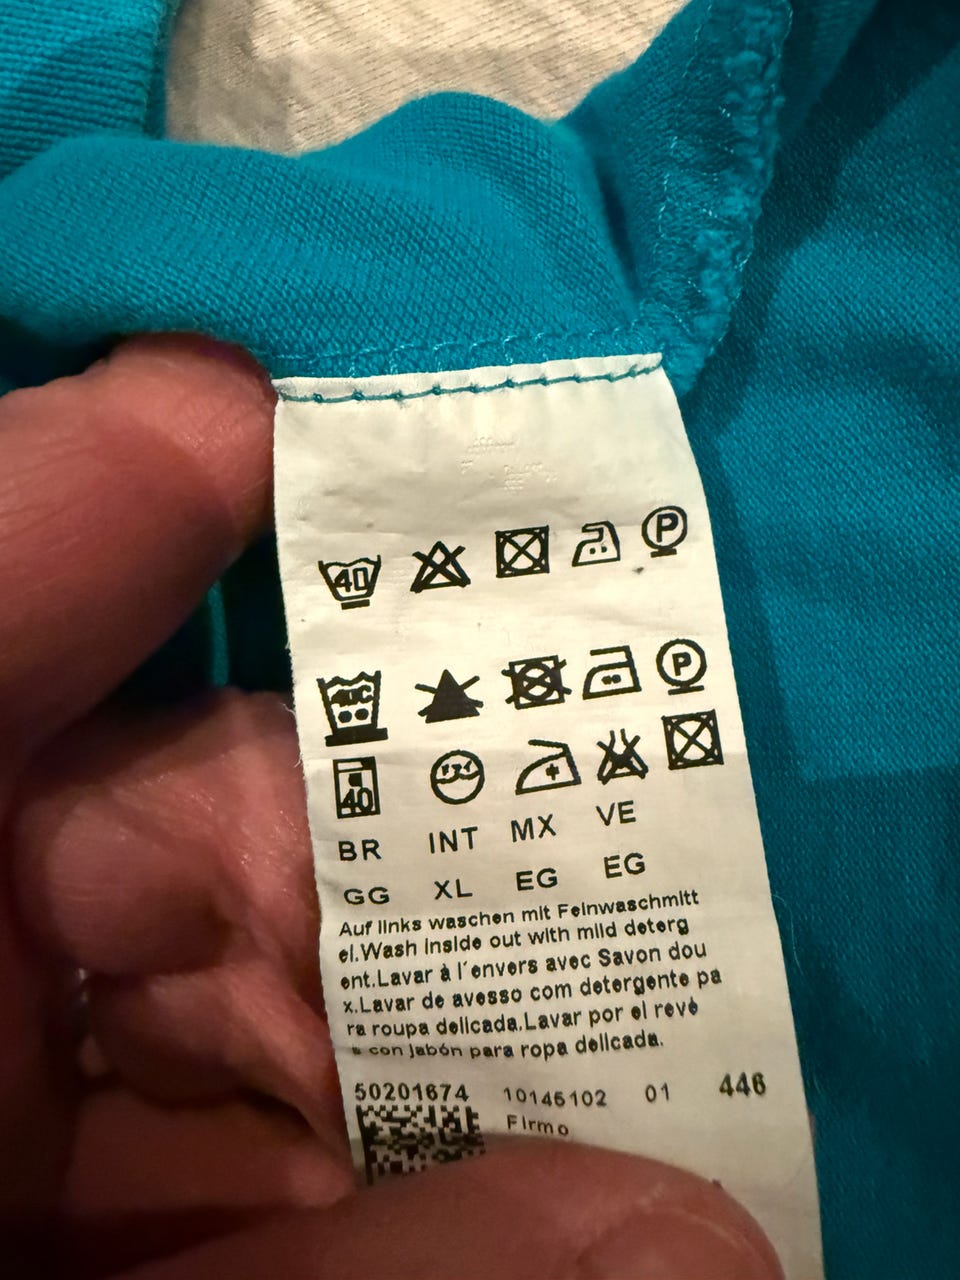 40 P
40C P
40
BR INT MX VE
GG XL EG EG
Auf links waschen mit Feinwaschmitt
el.Wash inside out with mild deterg
ent.Lavar à l´envers avec Savon dou
x.Lavar de avesso com detergente pa
ra roupa delicada.Lavar por el revé
s con jabón para ropa delicada.
50201674 10145102 01 446
Firmo